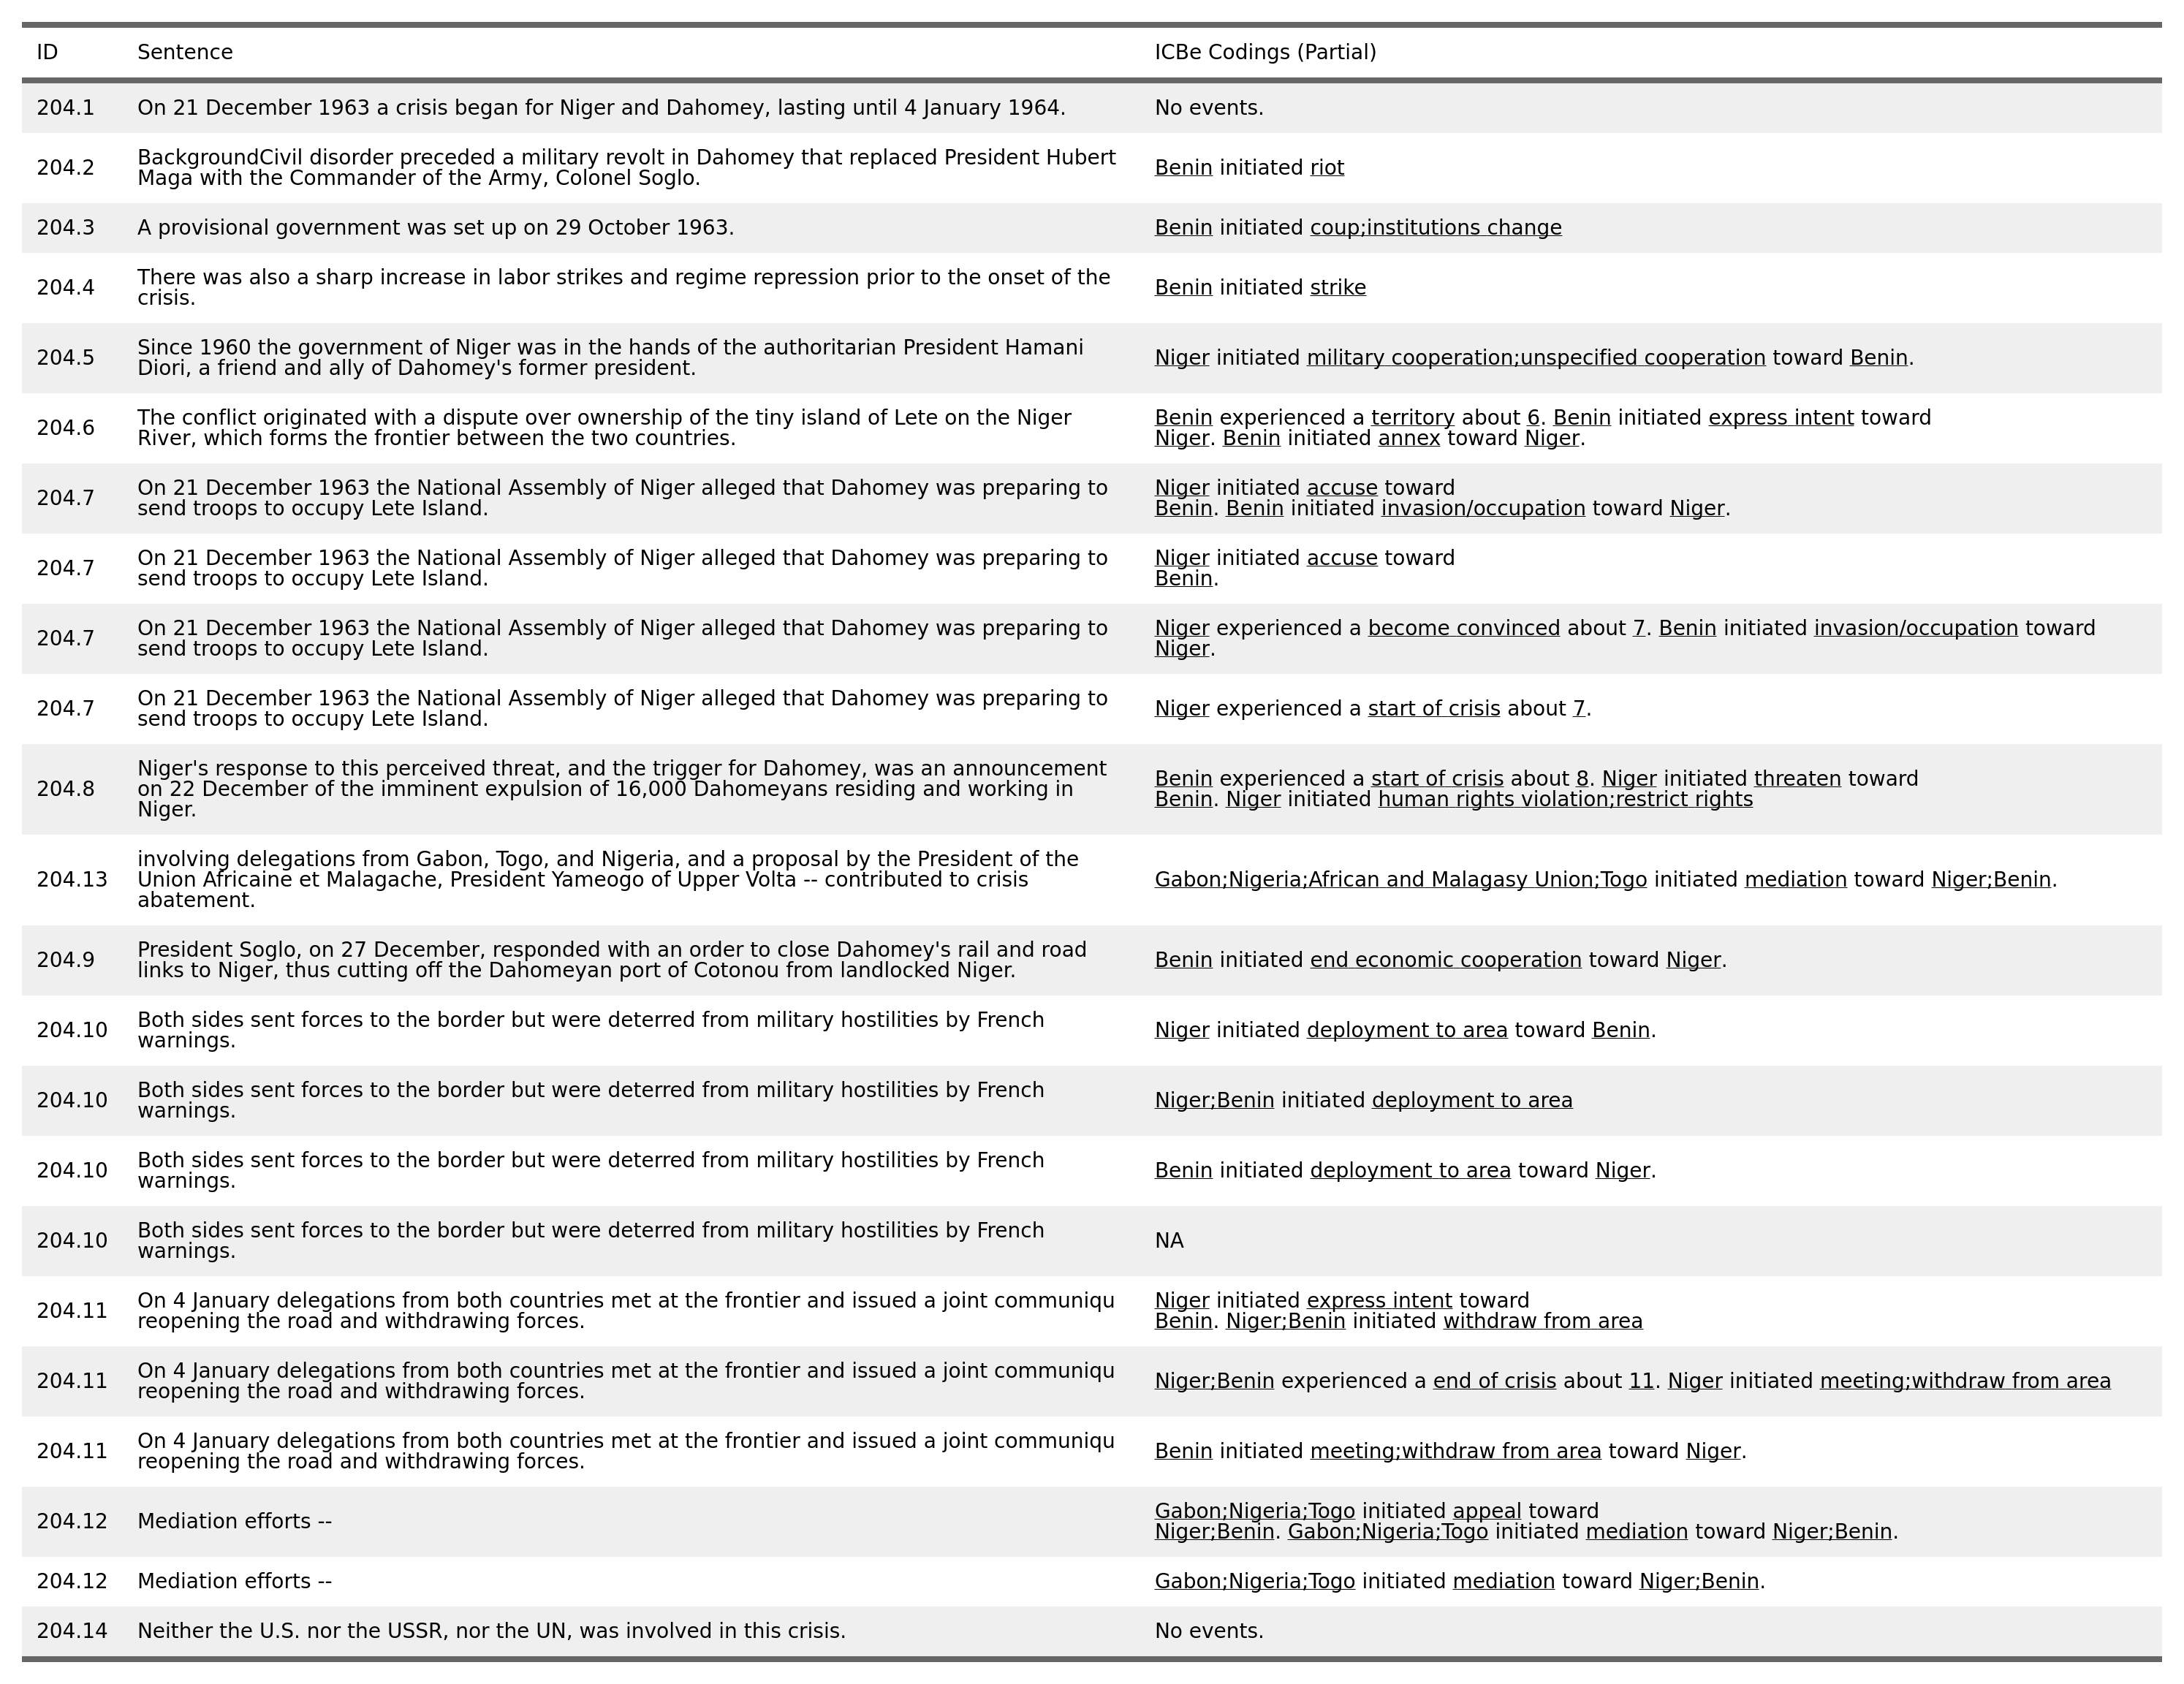 ID Sentence ICBe Codings (Partial)
204.1 On 21 December 1963 a crisis began for Niger and Dahomey, lasting until 4 January 1964. No events.
204.2 BackgroundCivil disorder preceded a military revolt in Dahomey that replaced President Hubert
Maga with the Commander of the Army, Colonel Soglo.
Benin initiated riot
204.3 A provisional government was set up on 29 October 1963. Benin initiated coup;institutions change
204.4 There was also a sharp increase in labor strikes and regime repression prior to the onset of the
crisis.
Benin initiated strike
204.5 Since 1960 the government of Niger was in the hands of the authoritarian President Hamani
Diori, a friend and ally of Dahomey's former president.
Niger initiated military cooperation;unspecified cooperation toward Benin.
204.6 The conflict originated with a dispute over ownership of the tiny island of Lete on the Niger
River, which forms the frontier between the two countries.
Benin experienced a territory about 6. Benin initiated express intent toward
Niger. Benin initiated annex toward Niger.
204.7 On 21 December 1963 the National Assembly of Niger alleged that Dahomey was preparing to
send troops to occupy Lete Island.
Niger initiated accuse toward
Benin. Benin initiated invasion/occupation toward Niger.
204.7 On 21 December 1963 the National Assembly of Niger alleged that Dahomey was preparing to
send troops to occupy Lete Island.
Niger initiated accuse toward
Benin.
204.7 On 21 December 1963 the National Assembly of Niger alleged that Dahomey was preparing to
send troops to occupy Lete Island.
Niger experienced a become convinced about 7. Benin initiated invasion/occupation toward
Niger.
204.7 On 21 December 1963 the National Assembly of Niger alleged that Dahomey was preparing to
send troops to occupy Lete Island.
Niger experienced a start of crisis about 7.
204.8 Niger's response to this perceived threat, and the trigger for Dahomey, was an announcement
on 22 December of the imminent expulsion of 16,000 Dahomeyans residing and working in
Niger.
Benin experienced a start of crisis about 8. Niger initiated threaten toward
Benin. Niger initiated human rights violation;restrict rights
204.13 involving delegations from Gabon, Togo, and Nigeria, and a proposal by the President of the
Union Africaine et Malagache, President Yameogo of Upper Volta -- contributed to crisis
abatement.
Gabon;Nigeria;African and Malagasy Union;Togo initiated mediation toward Niger;Benin.
204.9 President Soglo, on 27 December, responded with an order to close Dahomey's rail and road
links to Niger, thus cutting off the Dahomeyan port of Cotonou from landlocked Niger.
Benin initiated end economic cooperation toward Niger.
204.10 Both sides sent forces to the border but were deterred from military hostilities by French
warnings.
Niger initiated deployment to area toward Benin.
204.10 Both sides sent forces to the border but were deterred from military hostilities by French
warnings.
Niger;Benin initiated deployment to area
204.10 Both sides sent forces to the border but were deterred from military hostilities by French
warnings.
Benin initiated deployment to area toward Niger.
204.10 Both sides sent forces to the border but were deterred from military hostilities by French
warnings.
NA
204.11 On 4 January delegations from both countries met at the frontier and issued a joint communiqu
reopening the road and withdrawing forces.
Niger initiated express intent toward
Benin. Niger;Benin initiated withdraw from area
204.11 On 4 January delegations from both countries met at the frontier and issued a joint communiqu
reopening the road and withdrawing forces.
Niger;Benin experienced a end of crisis about 11. Niger initiated meeting;withdraw from area
204.11 On 4 January delegations from both countries met at the frontier and issued a joint communiqu
reopening the road and withdrawing forces.
Benin initiated meeting;withdraw from area toward Niger.
204.12 Mediation efforts --
Gabon;Nigeria;Togo initiated appeal toward
Niger;Benin. Gabon;Nigeria;Togo initiated mediation toward Niger;Benin.
204.12 Mediation efforts -- Gabon;Nigeria;Togo initiated mediation toward Niger;Benin.
204.14 Neither the U.S. nor the USSR, nor the UN, was involved in this crisis. No events.